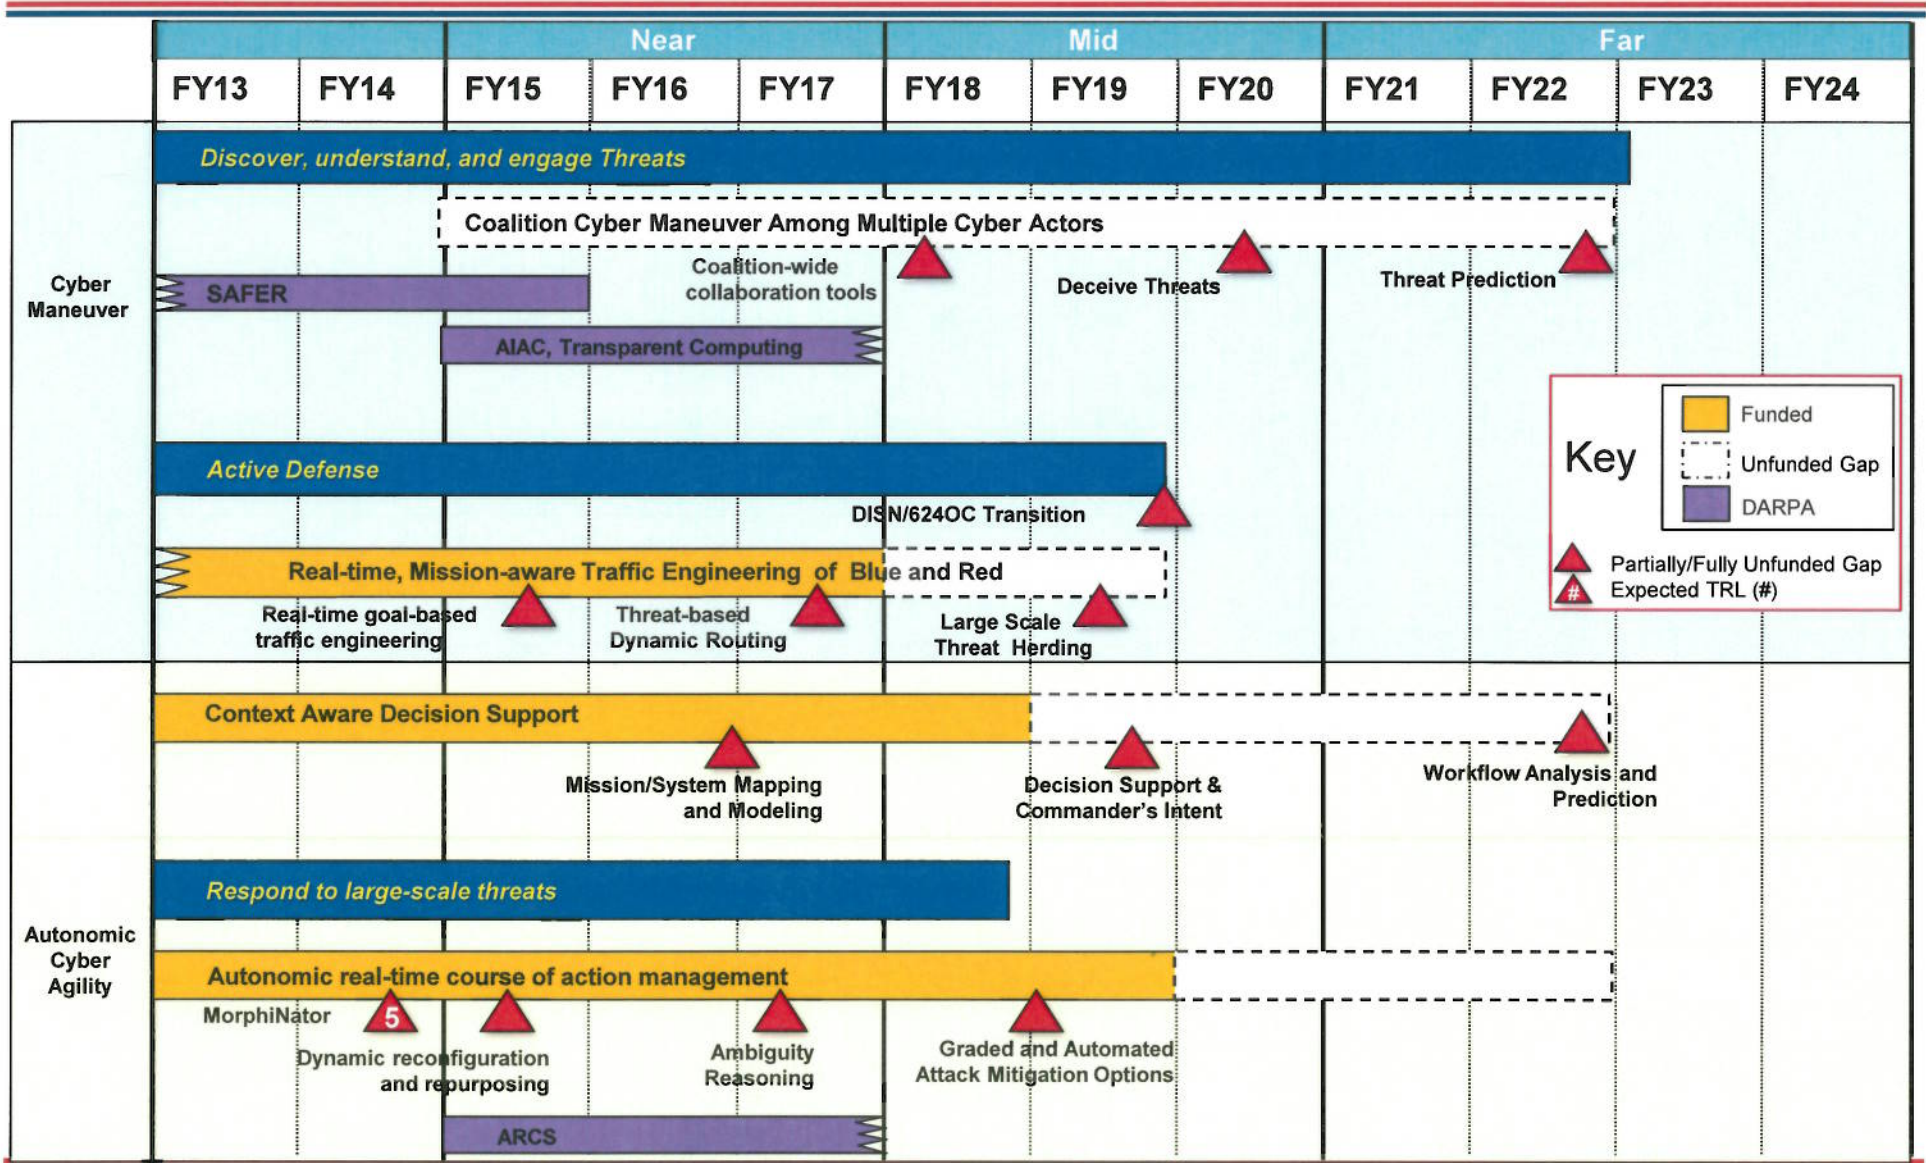 Near Mid Far
FY13 FY14 FY15 FY16 FY17 FY18 FY19 FY20 FY21 FY22 FY23 FY24
Cyber
Maneuver
Discover, understand, and engage Threats
Coalition Cyber Maneuver Among Multiple Cyber Actors
Coalition-wide
collaboration tools
Deceive Threats
Threat Prediction
SAFER
AIAC, Transparent Computing
Active Defense
DISN/624OC Transition
Real-time, Mission-aware Traffic Engineering of Blue and Red
Real-time goal-based
traffic engineering
Threat-based
Dynamic Routing
Large Scale
Threat Herding
Key
Funded
Unfunded Gap
DARPA
Partially/Fully Unfunded Gap
# Expected TRL (#)
Autonomic
Cyber
Agility
Context Aware Decision Support
Mission/System Mapping
and Modeling
Decision Support &
Commander's Intent
Workflow Analysis and
Prediction
Respond to large-scale threats
Autonomic real-time course of action management
MorphiNator 5
Dynamic reconfiguration
and repurposing
Ambiguity
Reasoning
Graded and Automated
Attack Mitigation Options
ARCS